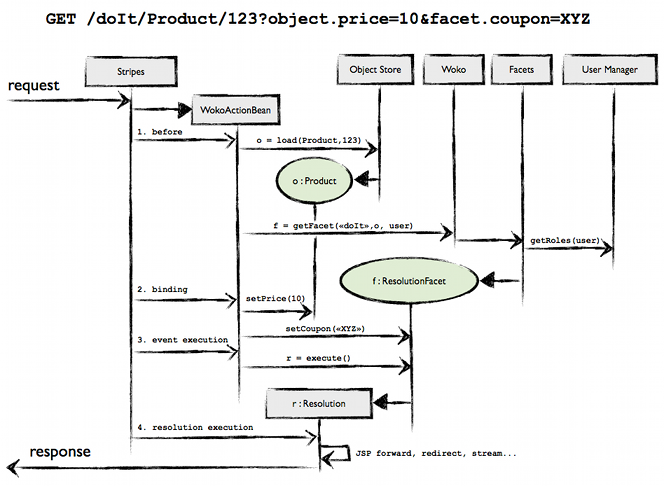 GET /doIt/Product/123?object.price=10&facet.coupon=XYZ
Stripes
Object Store
Woko
Facets
User Manager
request
WokoActionBean
1. before
o = load(Product,123)
o : Product
f = getFacet(«doIt»,o, user)
getRoles(user)
f : ResolutionFacet
2. binding
setPrice(10)
setCoupon(«XYZ»)
3. event execution
r = execute()
r : Resolution
4. resolution execution
JSP forward, redirect, stream...
response